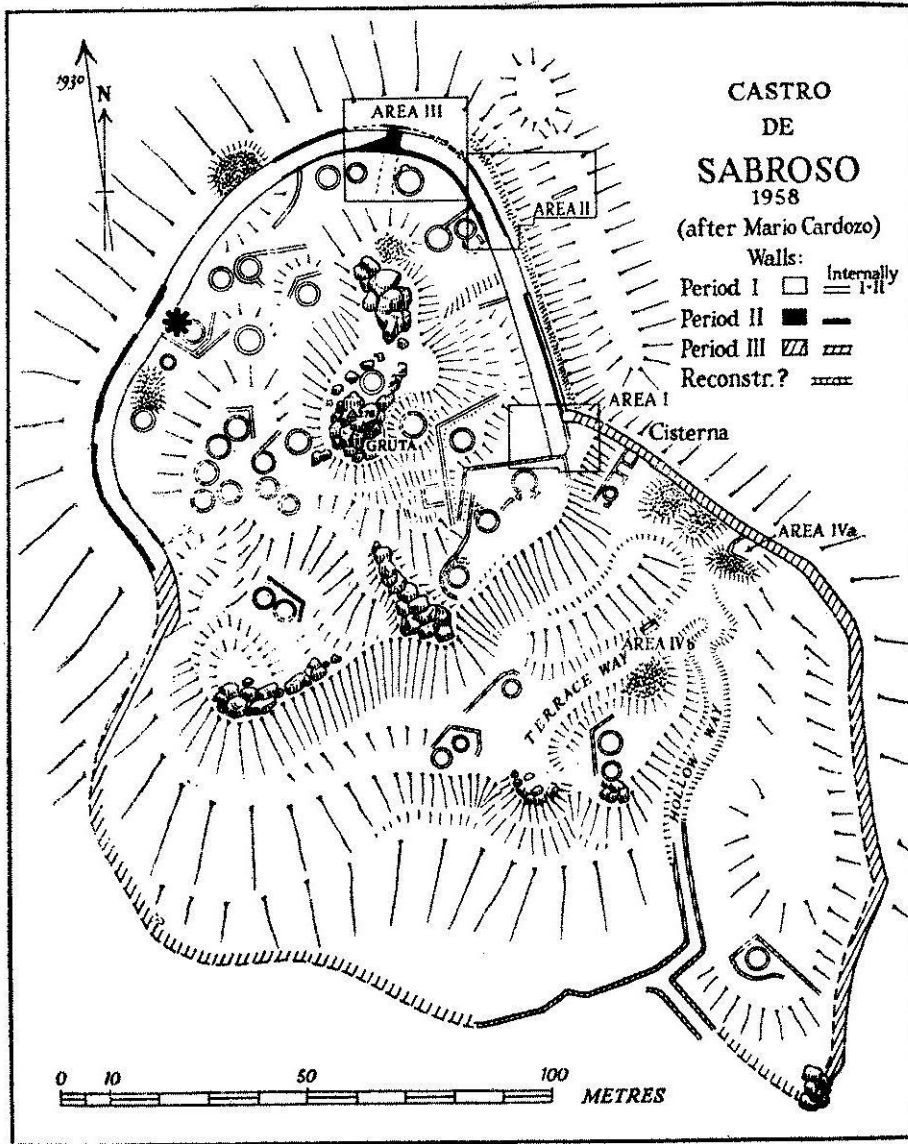 1930
N
AREA III
CASTRO
DE
SABROSO
1958
(after Mario Cardozo)
Walls:
Internally
Period I I-II
Period II
Period III
Reconstr.?
AREA II
AREA I
Cisterna
GRUTA
AREA IVa
AREA IVb
TERRACE WAY
HOLLOW WAY
0 10 50 100
METRES